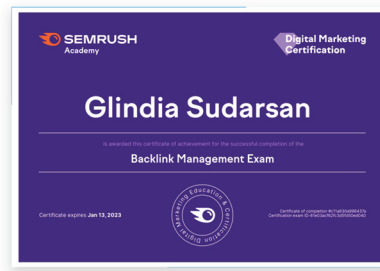 SEMRUSH
Academy
Digital Marketing
Certification
Glindia Sudarsan
is awarded this certificate of achievement for the successful completion of the
Backlink Management Exam
Digital Marketing Education & Certification
Certificate expires Jan 13, 2023